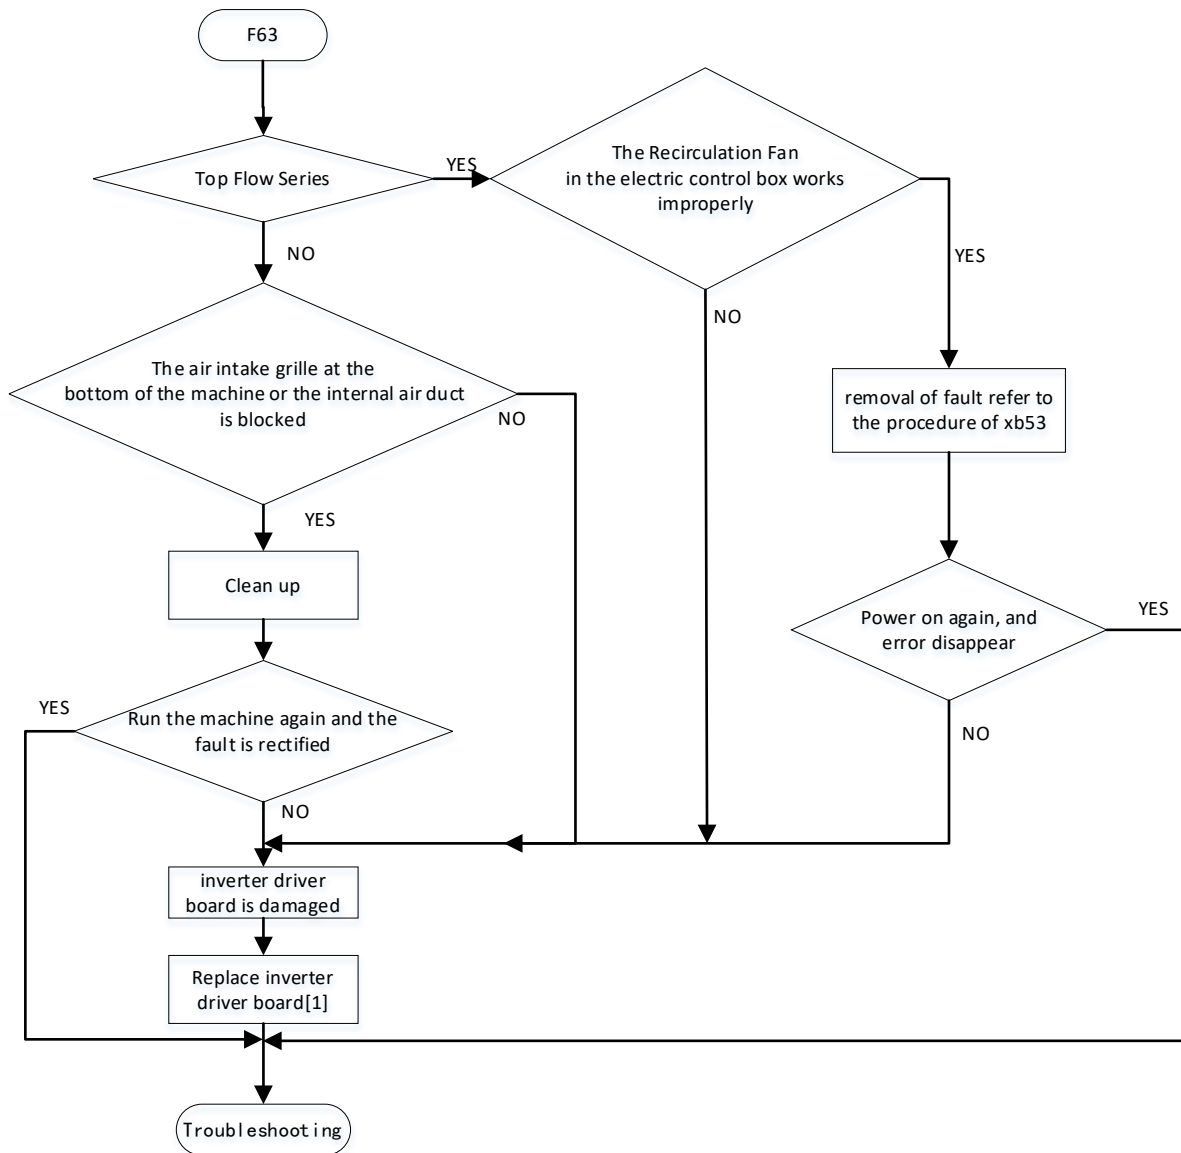 F63
Top Flow Series
YES
NO
The Recirculation Fan
in the electric control box works
improperly
YES
NO
The air intake grille at the
bottom of the machine or the internal air duct
is blocked
NO
YES
removal of fault refer to
the procedure of xb53
Clean up
Power on again, and
error disappear
YES
NO
Run the machine again and the
fault is rectified
YES
NO
inverter driver
board is damaged
Replace inverter
driver board[1]
Troubleshooting